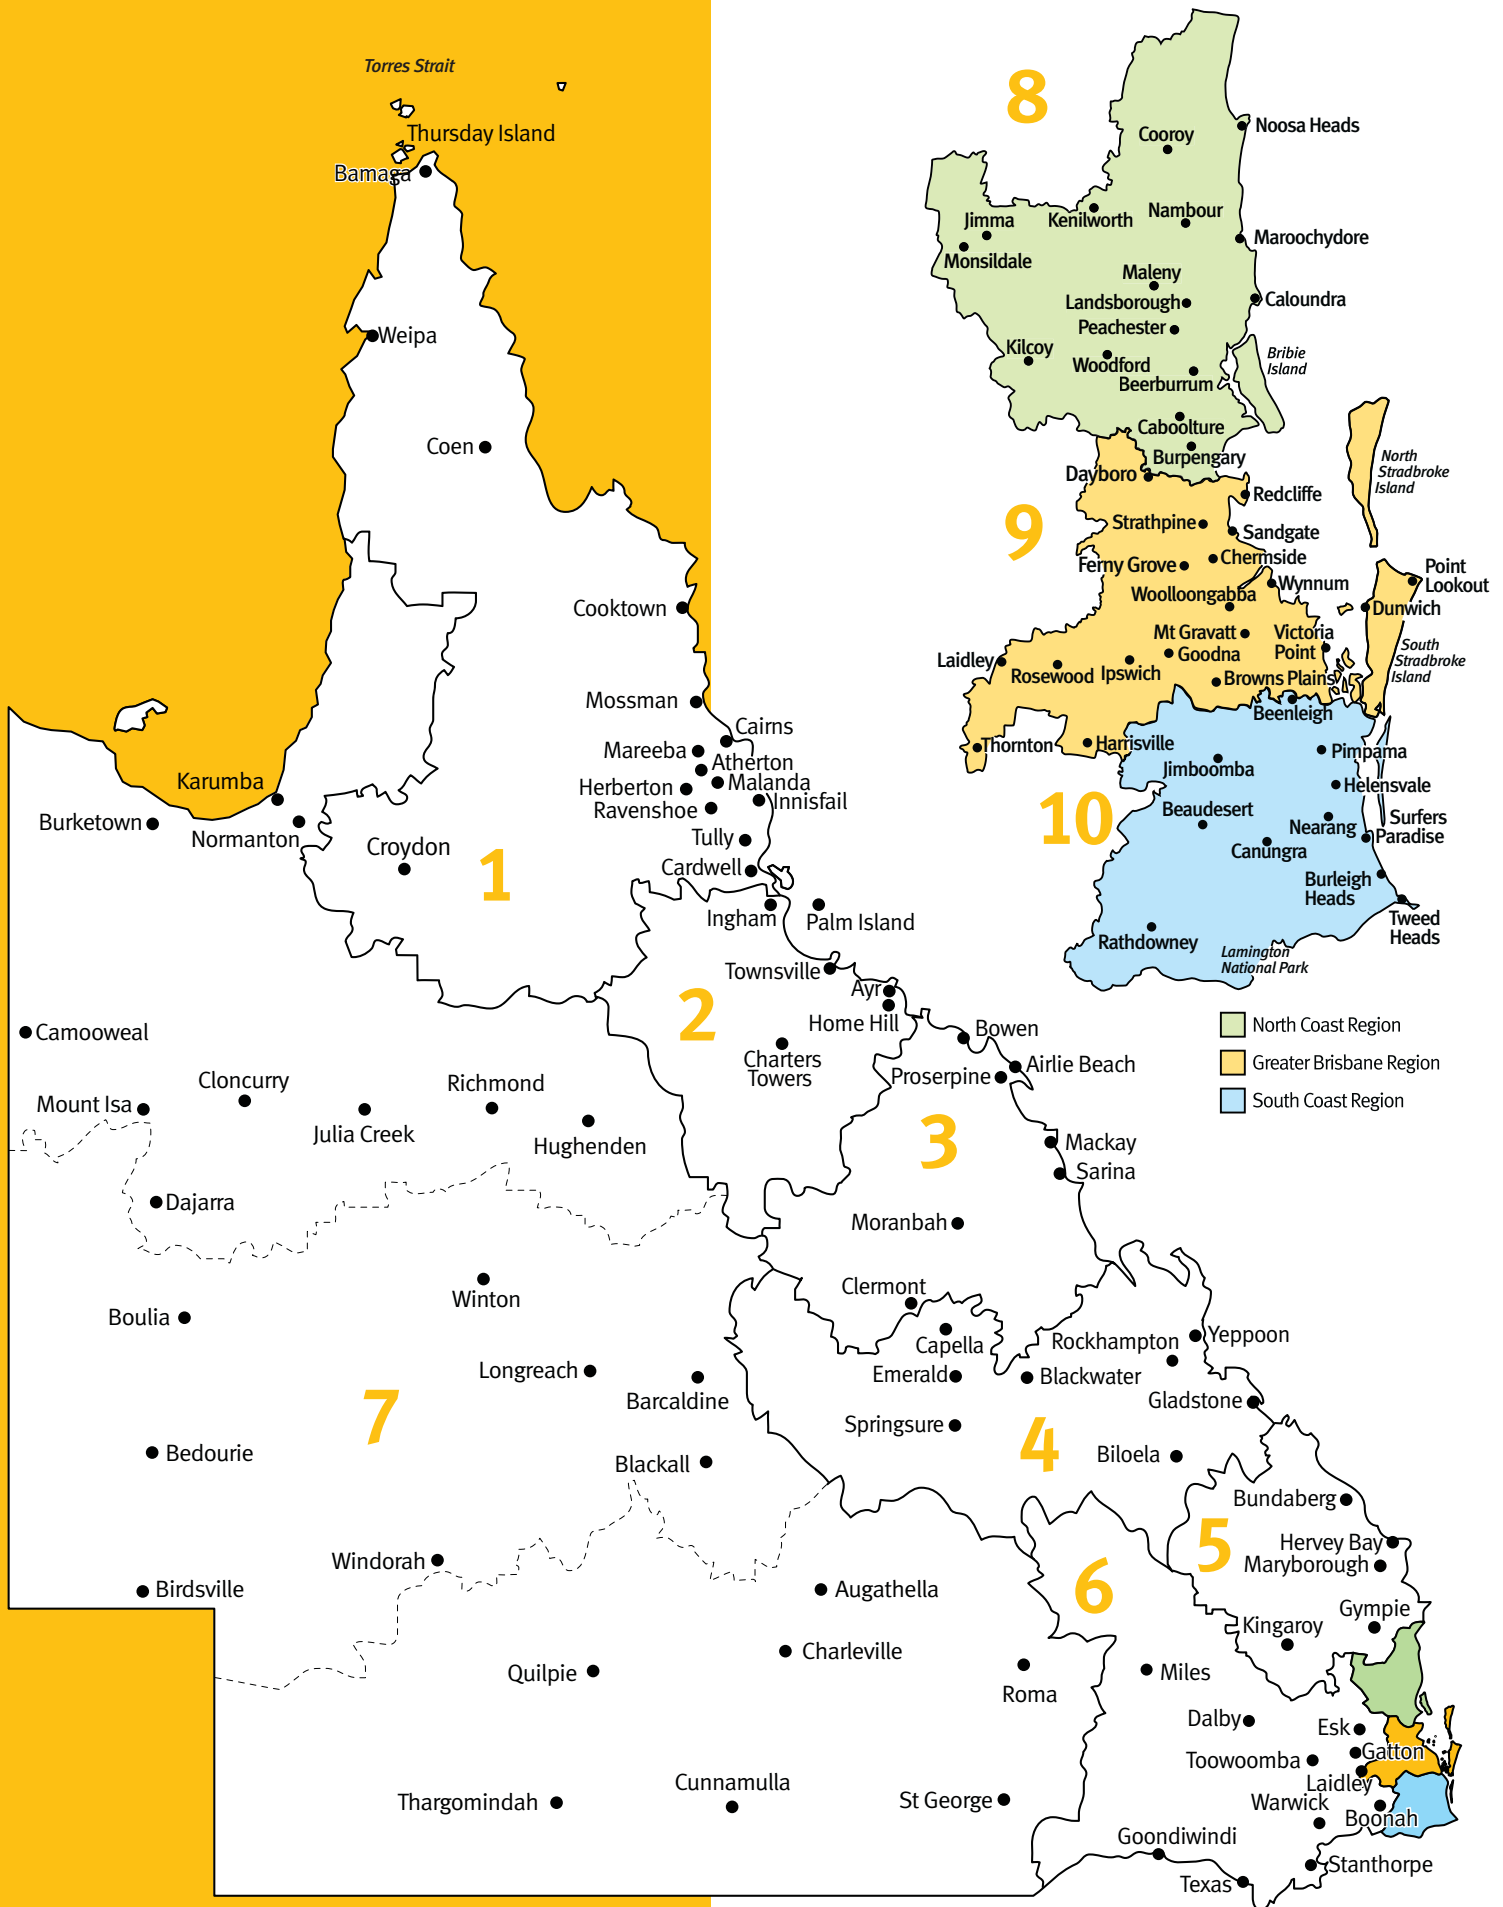 Torres Strait
Thursday Island
Bamaga
Weipa
Coen
Cooktown
Mossman
Cairns
Mareeba
Atherton
Herberton
Malanda
Ravenshoe
Innisfail
Tully
Cardwell
Karumba
Burketown
Normanton
Croydon
1
Ingham
Palm Island
Townsville
Ayr
2
Home Hill
Charters
Towers
Bowen
Airlie Beach
Proserpine
Camooweal
Cloncurry
Richmond
Mount Isa
Julia Creek
Hughenden
3
Mackay
Sarina
Dajarra
Moranbah
Winton
Clermont
Boulia
Capella
Rockhampton
Yeppoon
Longreach
Barcaldine
Emerald
Blackwater
Gladstone
7
Springsure
4
Bedourie
Blackall
Biloela
Bundaberg
5
Hervey Bay
Maryborough
Windorah
Birdsville
Augathella
6
Gympie
Kingaroy
Charleville
Quilpie
Roma
Miles
Dalby
Esk
Gatton
Toowoomba
Laidley
Thargomindah
Cunnamulla
St George
Warwick
Boonah
Goondiwindi
Stanthorpe
Texas
8
Noosa Heads
Cooroy
Jimma
Kenilworth
Nambour
Maroochydore
Monsildale
Maleny
Landsborough
Caloundra
Peachester
Kilcoy
Woodford
Bribie
Island
Beerburrum
Caboolture
Burpengary
Dayboro
North
Stradbroke
Island
Redcliffe
9
Strathpine
Sandgate
Chermside
Ferny Grove
Wynnum
Point
Lookout
Woolloongabba
Dunwich
Mt Gravatt
Victoria
Point
Goodna
South
Stradbroke
Island
Laidley
Rosewood
Ipswich
Browns Plains
Beenleigh
Thornton
Harrisville
Pimpama
Jimboomba
Helensvale
10
Beaudesert
Nearang
Surfers
Paradise
Canungra
Burleigh
Heads
Tweed
Heads
Rathdowney
Lamington
National Park
North Coast Region
Greater Brisbane Region
South Coast Region